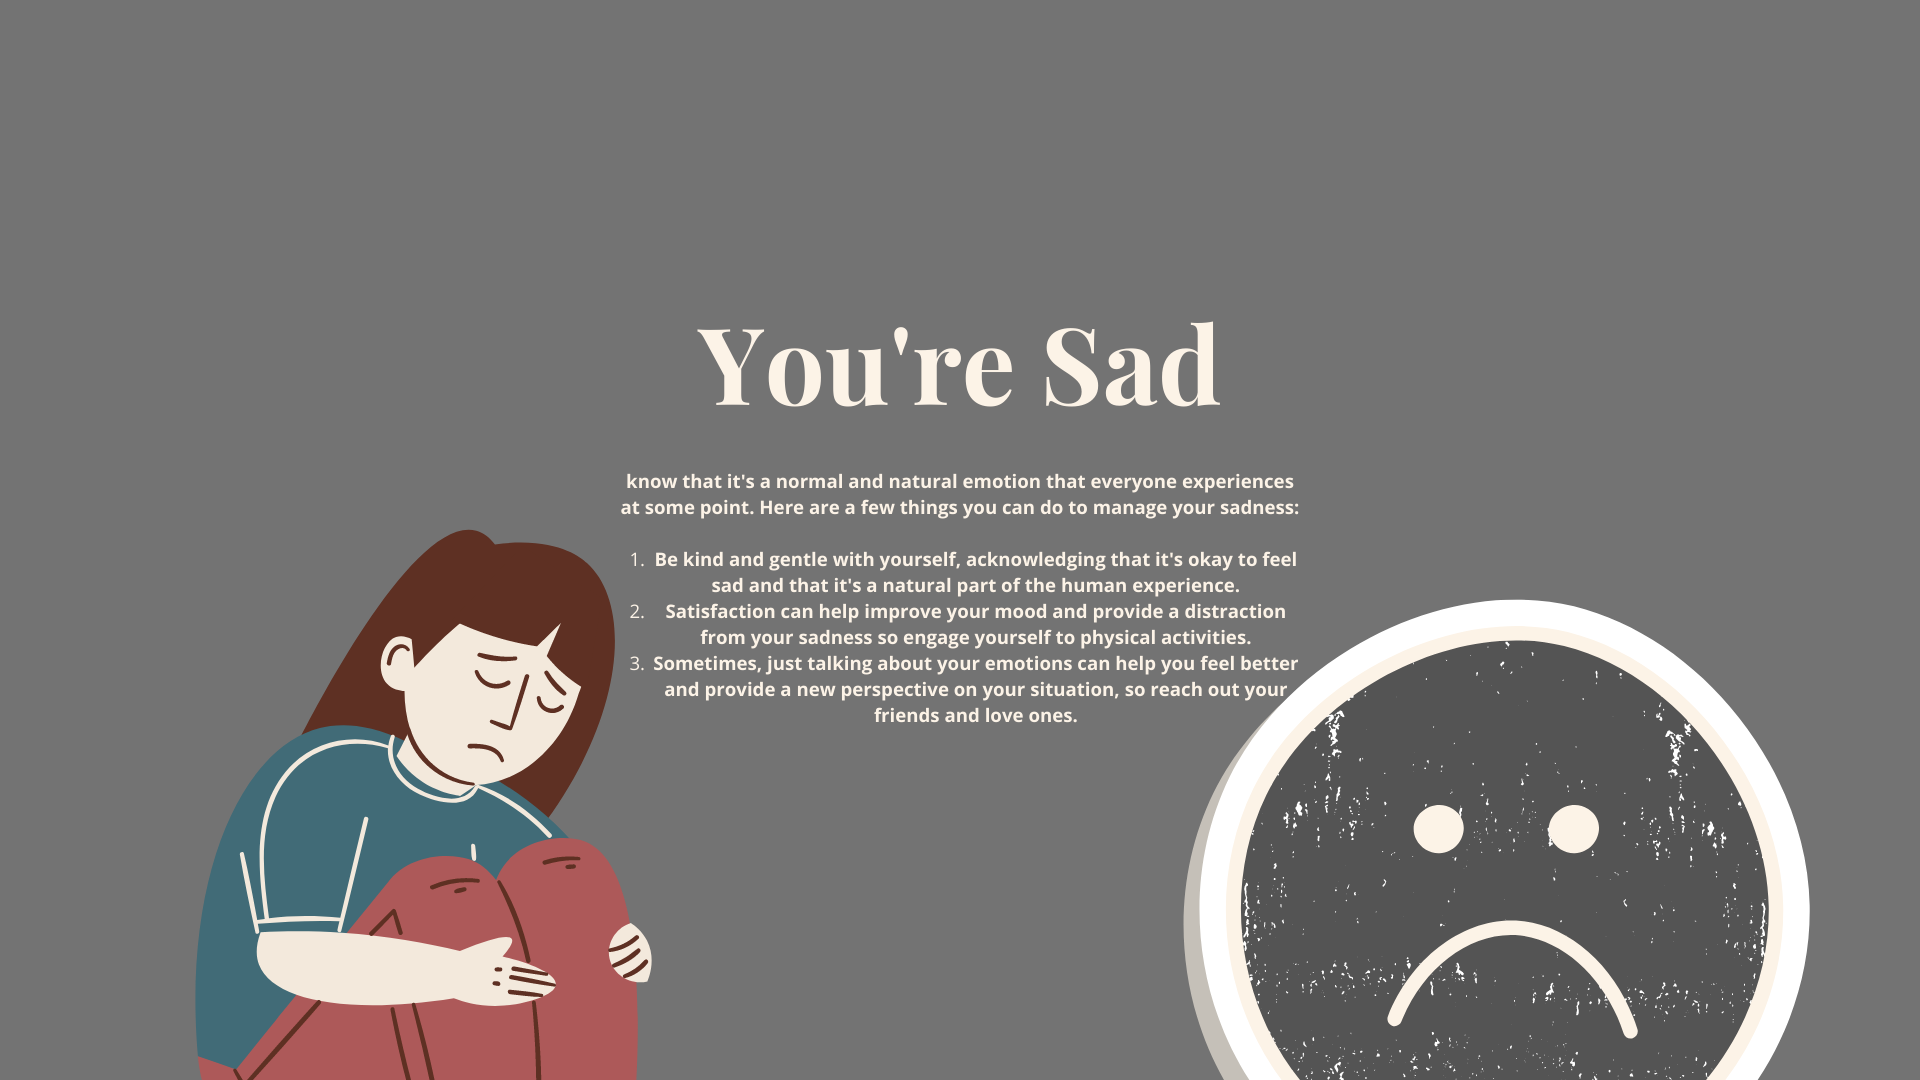 You're Sad
know that it's a normal and natural emotion that everyone experiences
at some point. Here are a few things you can do to manage your sadness:
1. Be kind and gentle with yourself, acknowledging that it's okay to feel
sad and that it's a natural part of the human experience.
2. Satisfaction can help improve your mood and provide a distraction
from your sadness so engage yourself to physical activities.
3. Sometimes, just talking about your emotions can help you feel better
and provide a new perspective on your situation, so reach out your
friends and love ones.